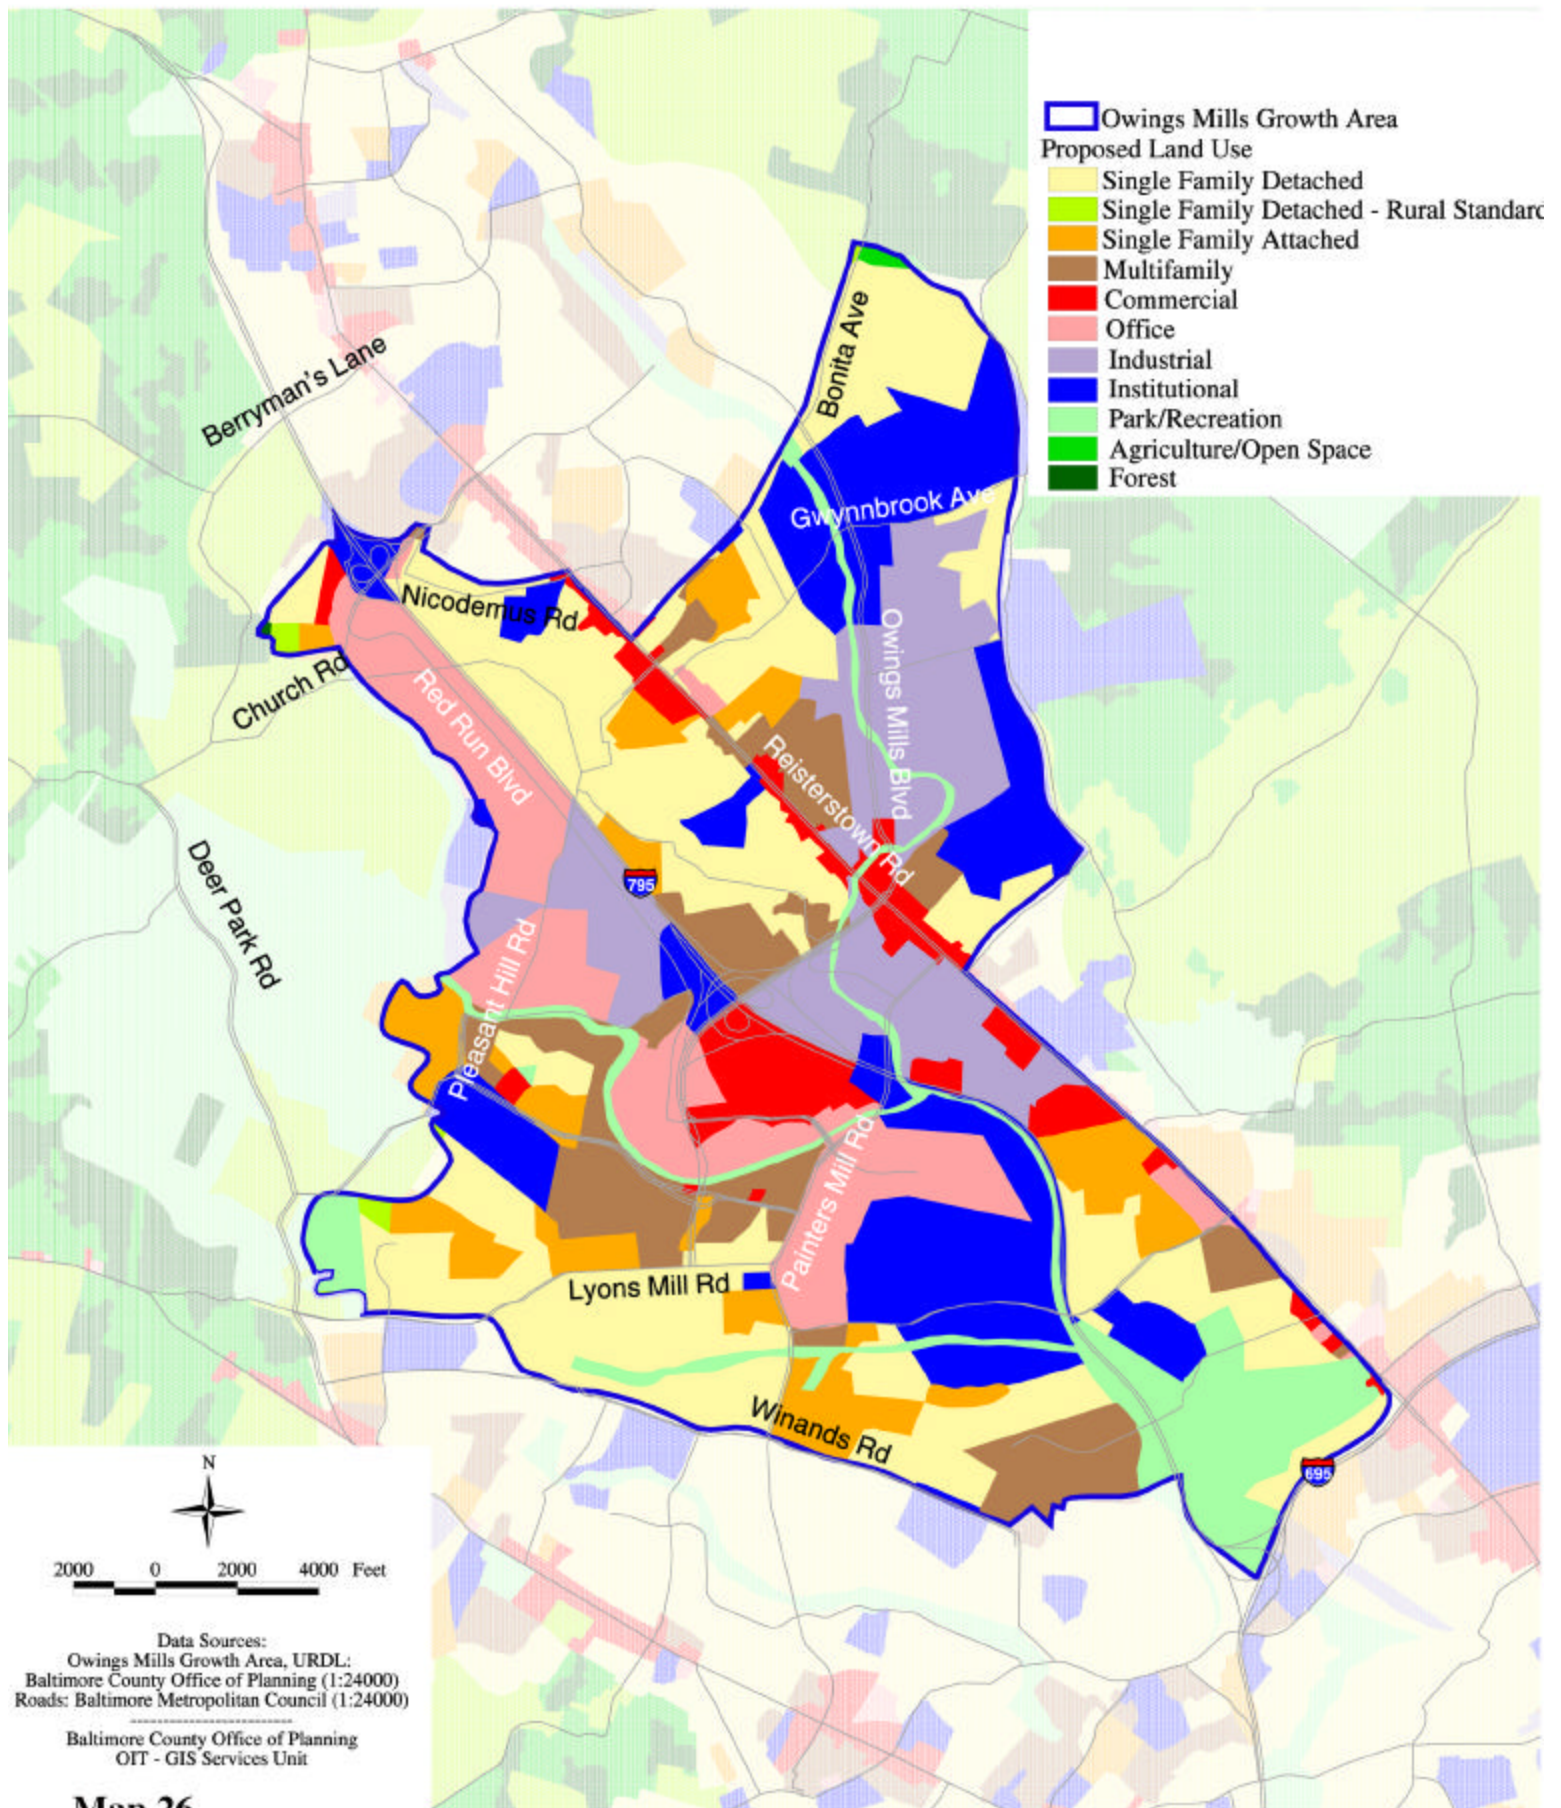 Owings Mills Growth Area
Proposed Land Use
Single Family Detached
Single Family Detached - Rural Standard
Single Family Attached
Multifamily
Commercial
Office
Industrial
Institutional
Park/Recreation
Agriculture/Open Space
Forest
Bonita Ave
Berryman's Lane
Gwynnbrook Ave
Nicodemus Rd
Church Rd
Red Run Blvd
Owings Mills Blvd
Reisterstown Rd
795
Deer Park Rd
Pleasant Hill Rd
Painters Mill Rd
Lyons Mill Rd
Winands Rd
695
N
2000 0 2000 4000 Feet
Data Sources:
Owings Mills Growth Area, URDL:
Baltimore County Office of Planning (1:24000)
Roads: Baltimore Metropolitan Council (1:24000)
-------------------------
Baltimore County Office of Planning
OIT - GIS Services Unit
Map 26